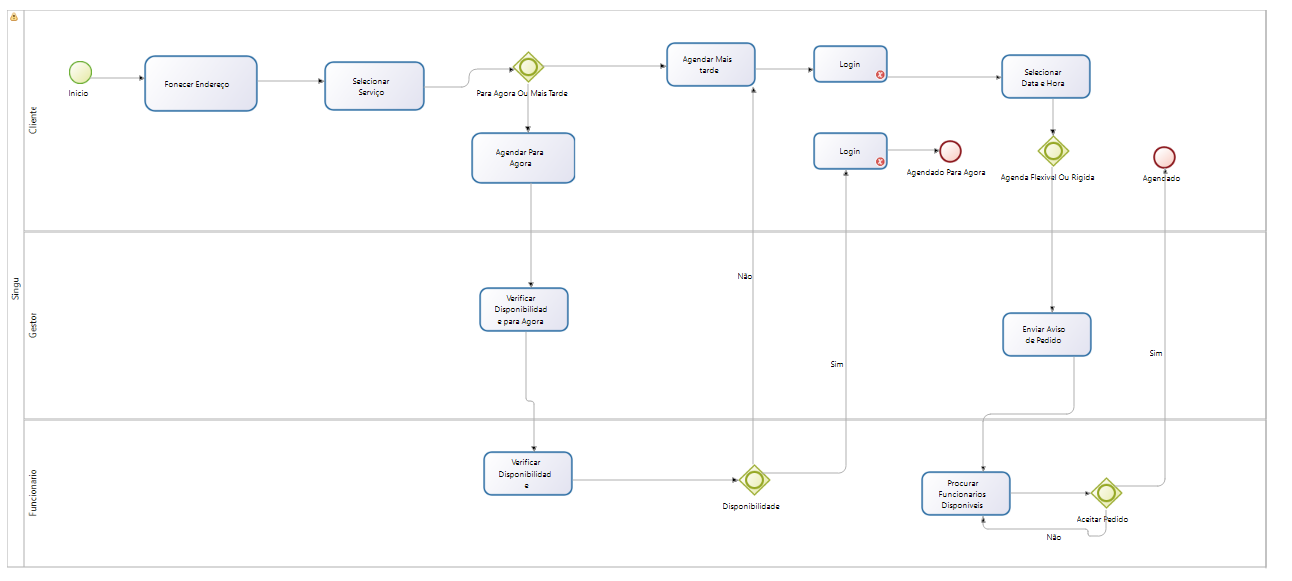 Singu
Cliente
Inicio
Fonecer Endereço
Selecionar
Serviço
Para Agora Ou Mais Tarde
Agendar Mais
tarde
Login
Selecionar
Data e Hora
Agendar Para
Agora
Login
Agendado Para Agora
Agenda Flexival Ou Rigida
Agendado
Gestor
Verificar
Disponibilidad
e para Agora
Não
Sim
Enviar Aviso
de Pedido
Sim
Funcionario
Verificar
Disponibilidad
e
Disponibilidade
Procurar
Funcionarios
Disponiveis
Aceitar Pedido
Não